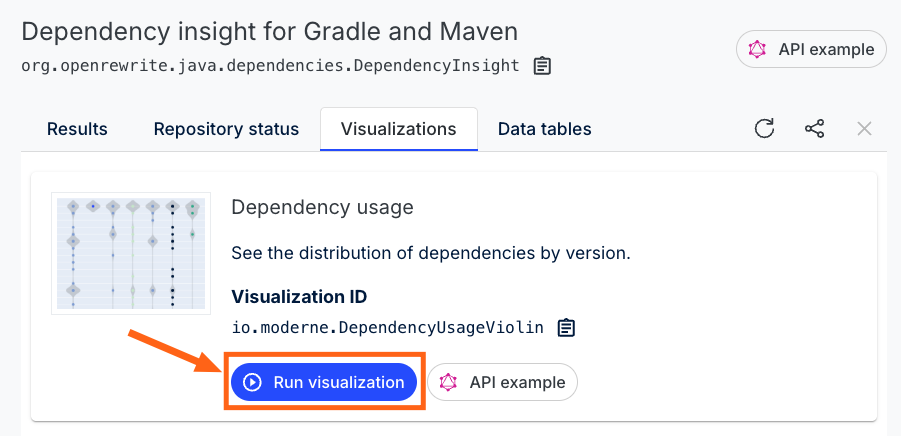 Dependency insight for Gradle and Maven
API example
org.openrewrite.java.dependencies.DependencyInsight
Results
Repository status
Visualizations
Data tables
Dependency usage
See the distribution of dependencies by version.
Visualization ID
io.moderne.DependencyUsageViolin
Run visualization
API example